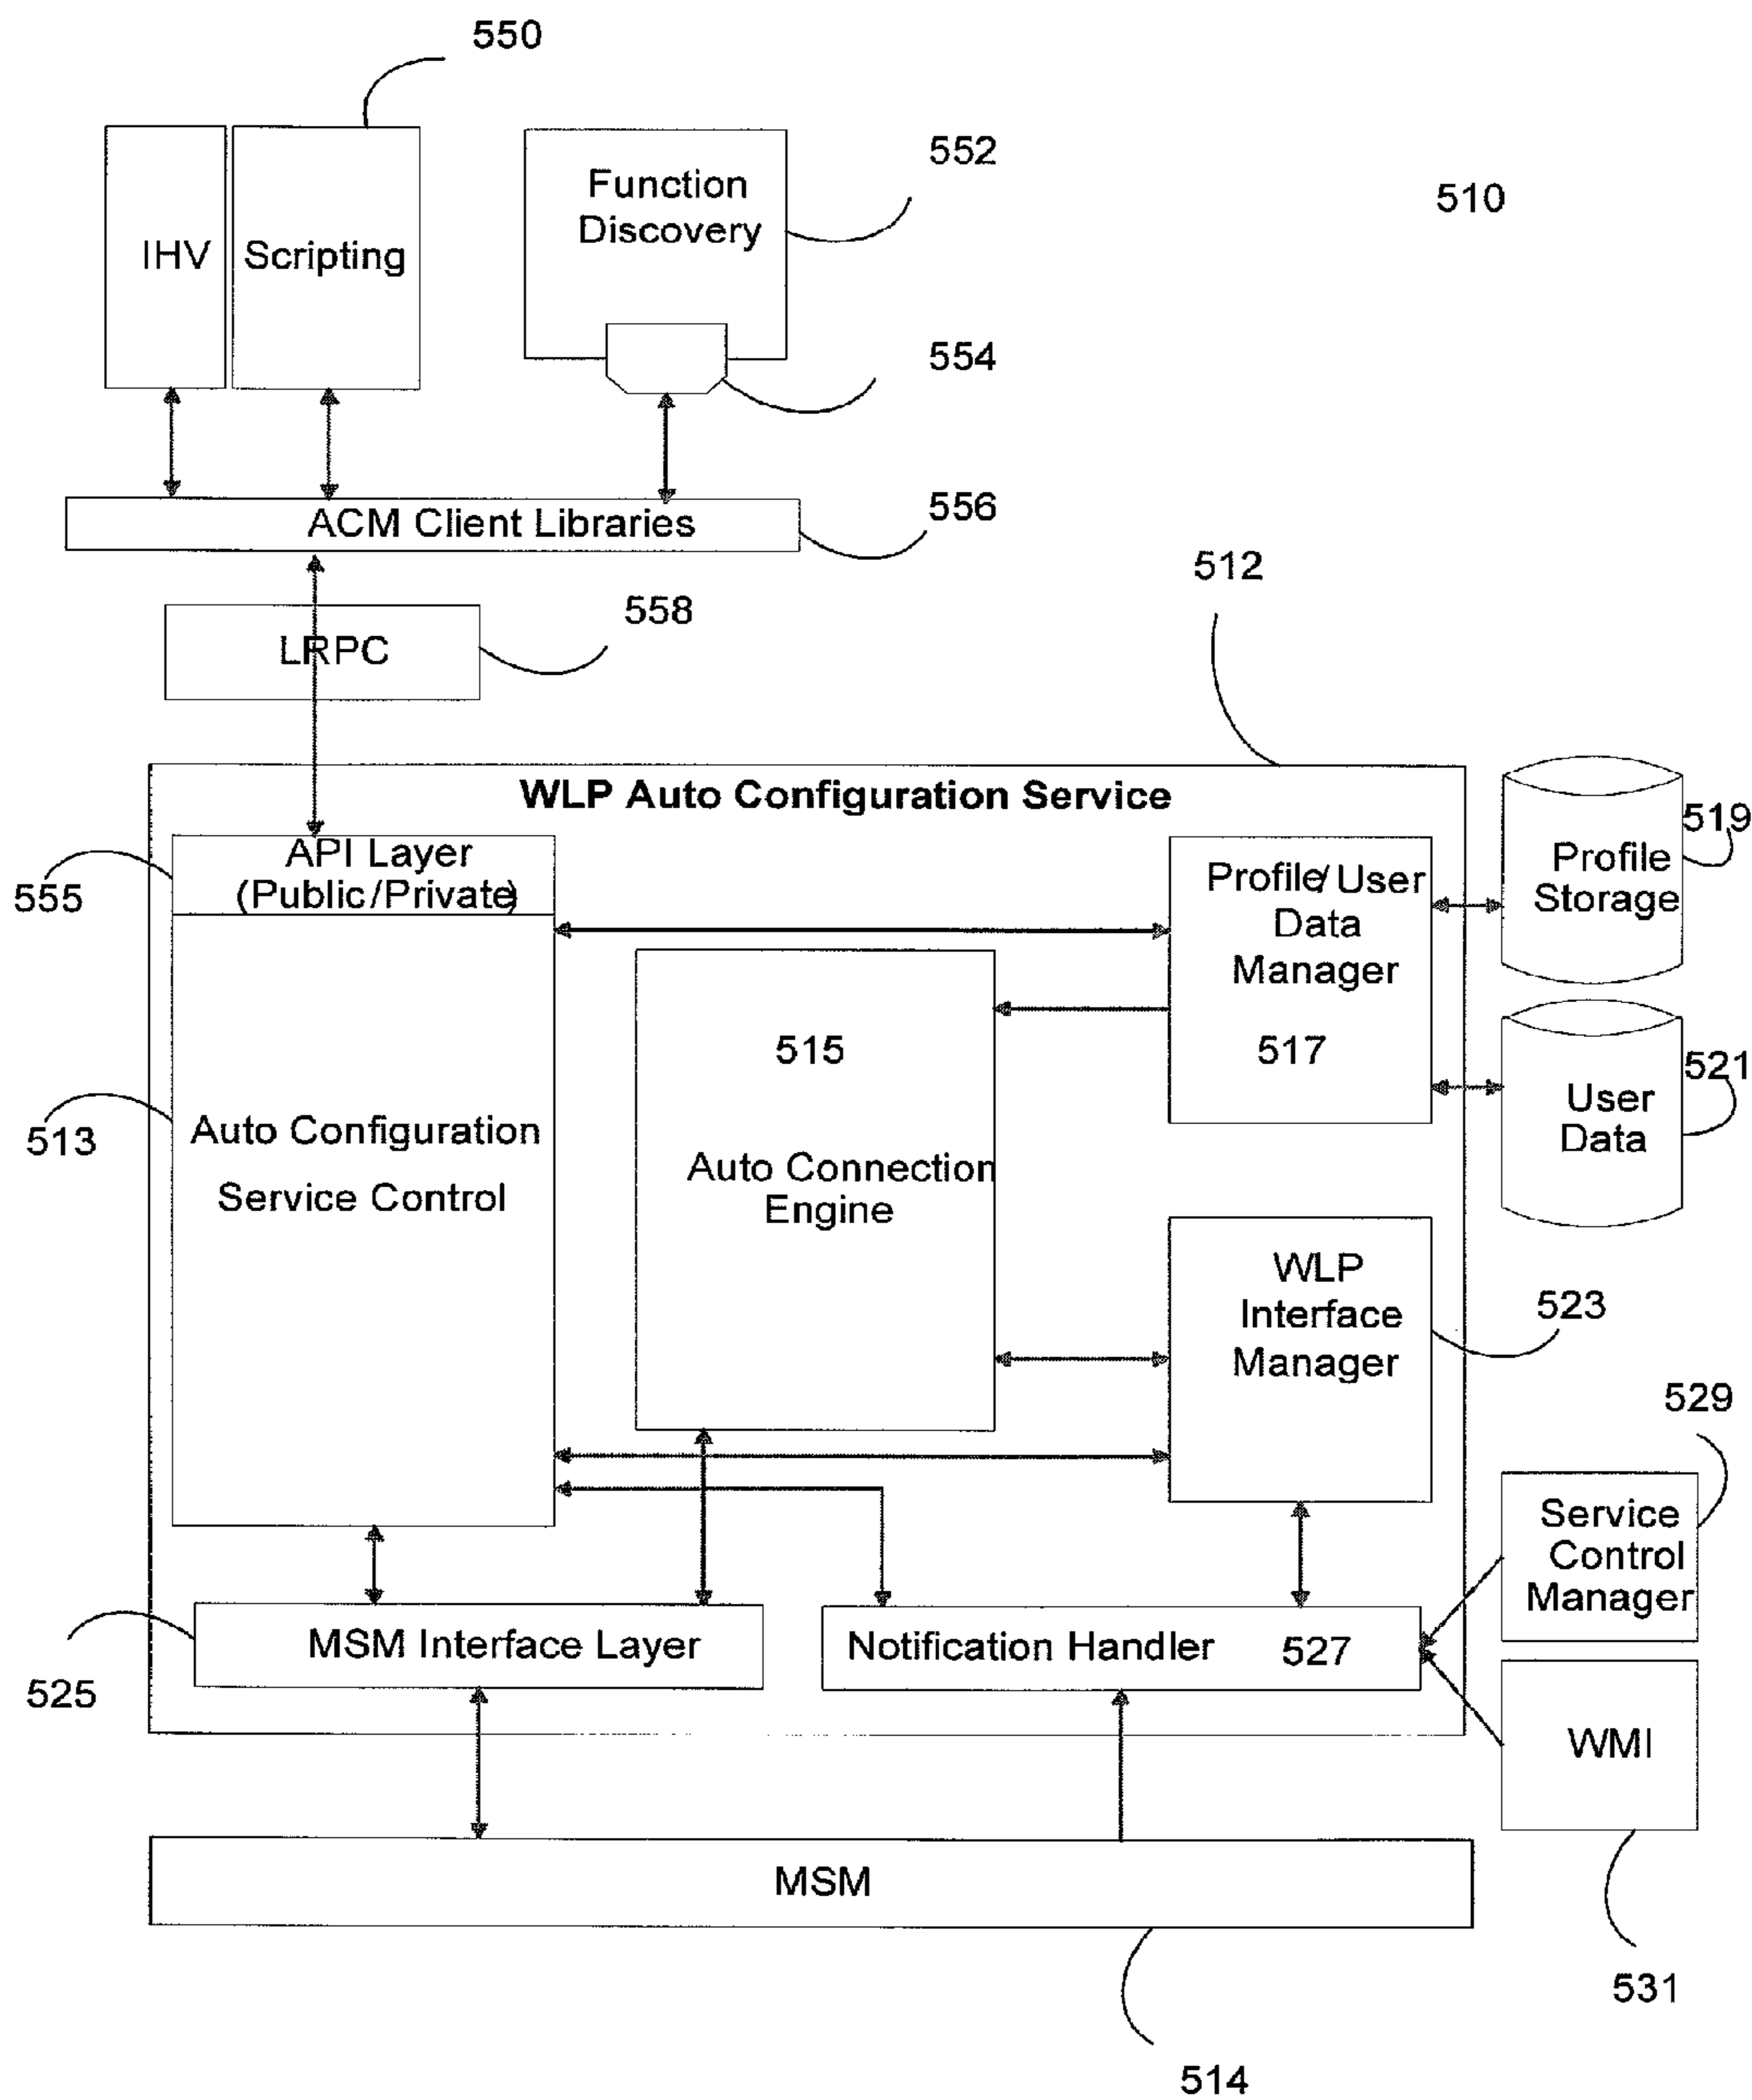 550
552
Function
Discovery
510
IHV
Scripting
554
ACM Client Libraries
556
512
558
LRPC
WLP Auto Configuration Service
API Layer
(Public/Private)
555
Profile/User
Data
Manager
517
519
Profile
Storage
515
521
User
Data
513
Auto Configuration
Service Control
Auto Connection
Engine
WLP
Interface
Manager
523
529
Service
Control
Manager
MSM Interface Layer
Notification Handler 527
525
WMI
MSM
531
514